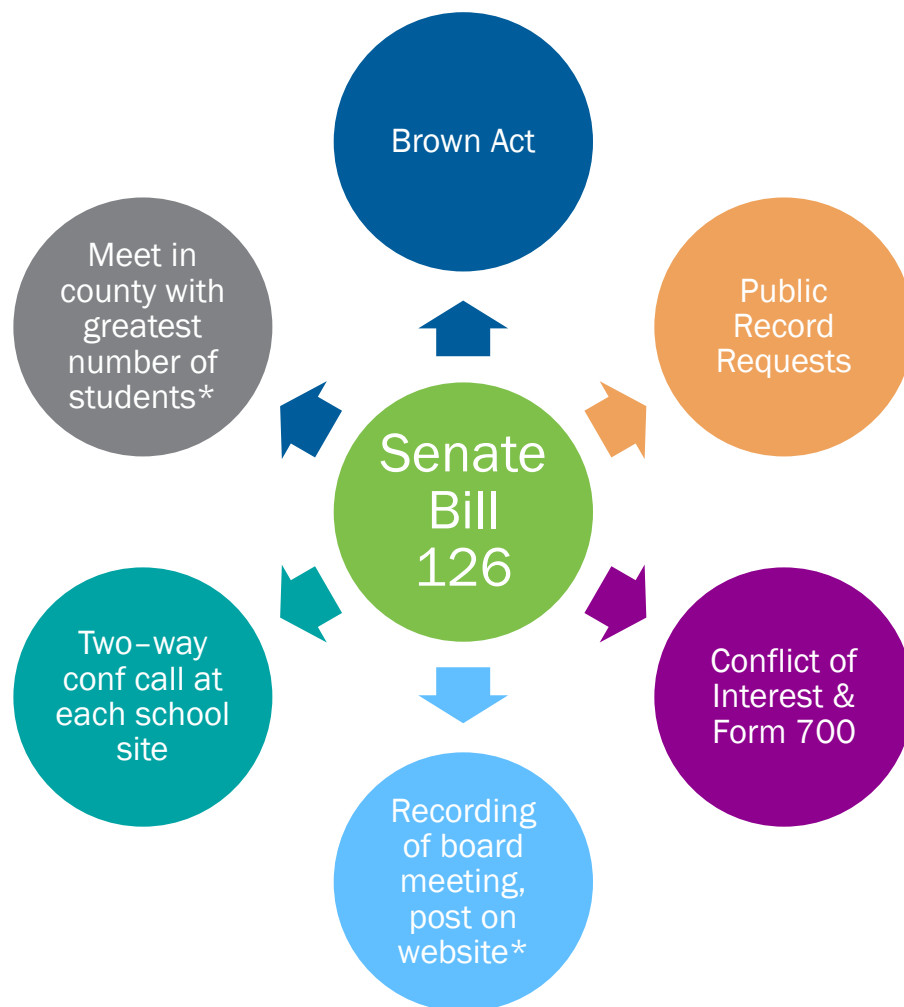 Brown Act
Meet in
county with
greatest
number of
students*
Public
Record
Requests
Senate
Bill
126
Two–way
conf call at
each school
site
Conflict of
Interest &
Form 700
Recording
of board
meeting,
post on
website*